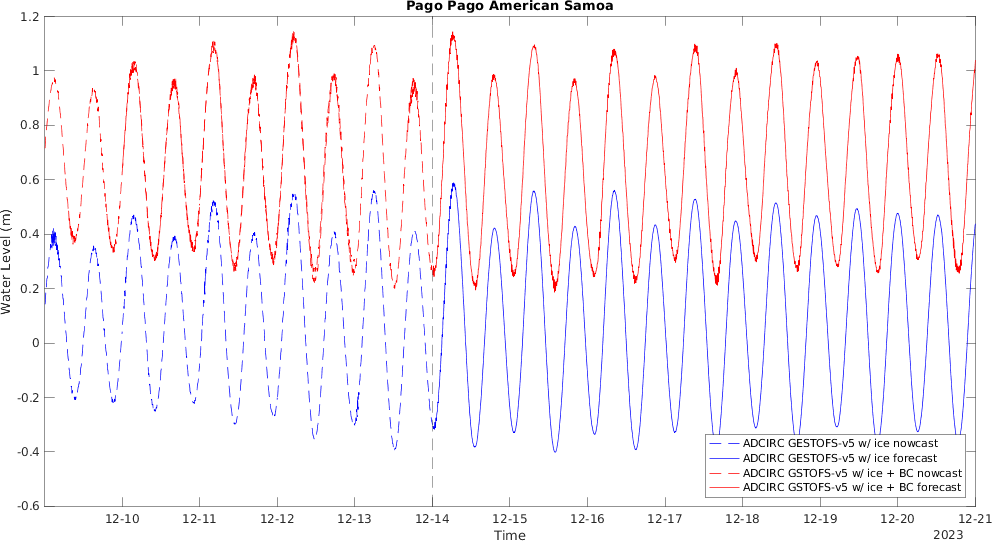 Pago Pago American Samoa
1.2
1
0.8
0.6
0.4
0.2
0
-0.2
-0.4
-0.6
Water Level (m)
ADCIRC GESTOFS-v5 w/ ice nowcast
ADCIRC GESTOFS-v5 w/ ice forecast
ADCIRC GSTOFS-v5 w/ ice + BC nowcast
ADCIRC GSTOFS-v5 w/ ice + BC forecast
12-10 12-11 12-12 12-13 12-14 12-15 12-16 12-17 12-18 12-19 12-20 12-21
Time
2023